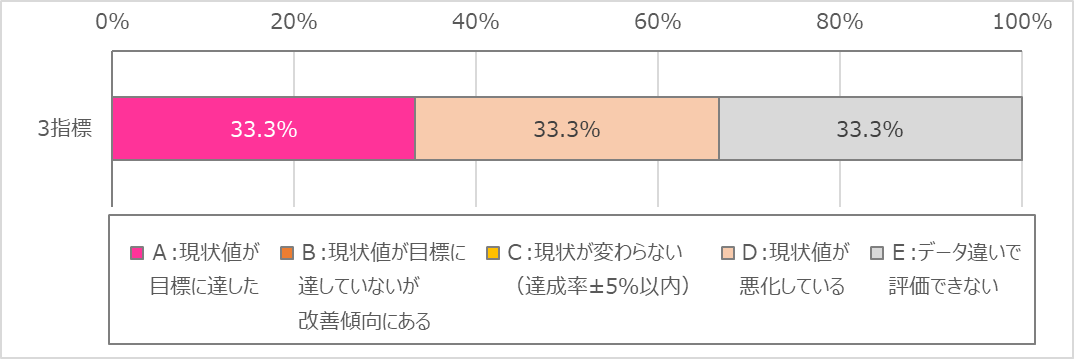 0% 20% 40% 60% 80% 100%
3指標 33.3% 33.3% 33.3%
A:現状値が B:現状値が目標に C:現状が変わらない D:現状値が E:データ違いで
目標に達した 達していないが (達成率±5%以内) 悪化している 評価できない
改善傾向にある